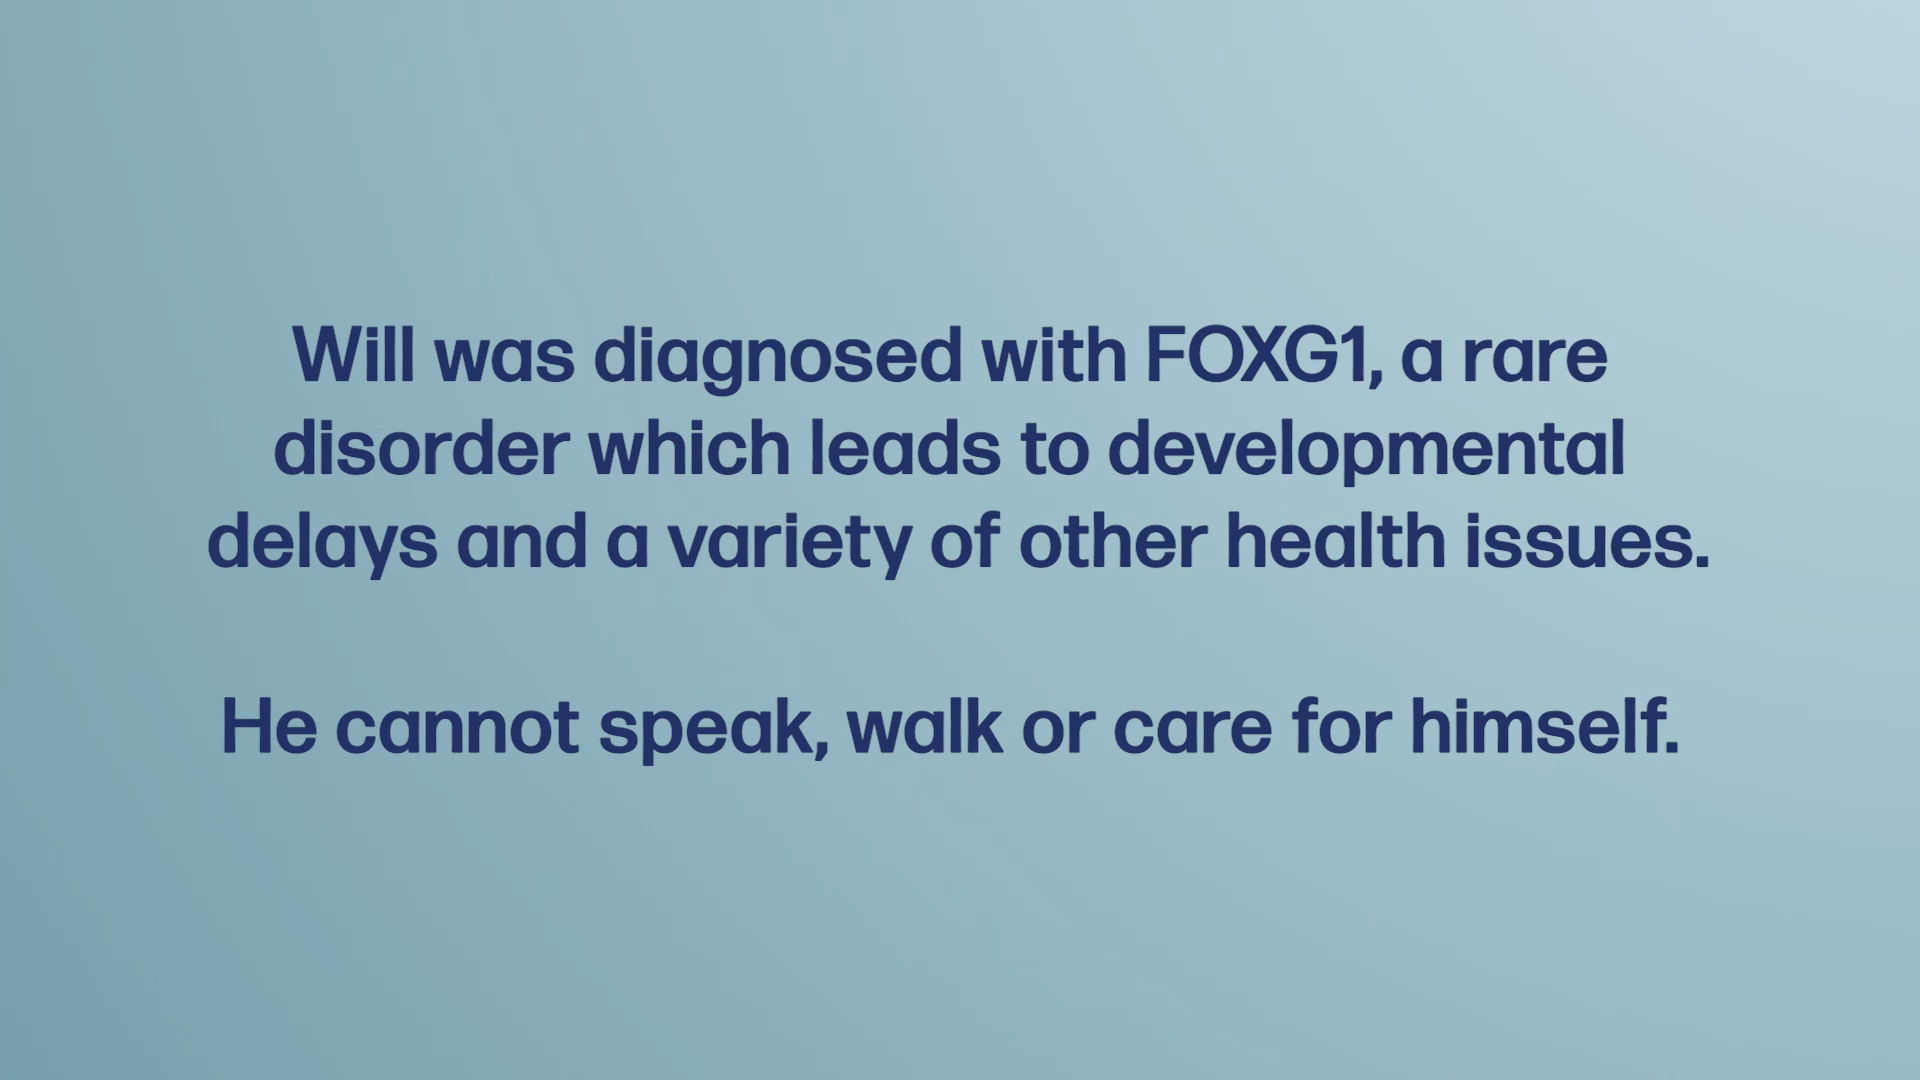 Will was diagnosed with FOXG1, a rare
disorder which leads to developmental
delays and a variety of other health issues.
He cannot speak, walk or care for himself.